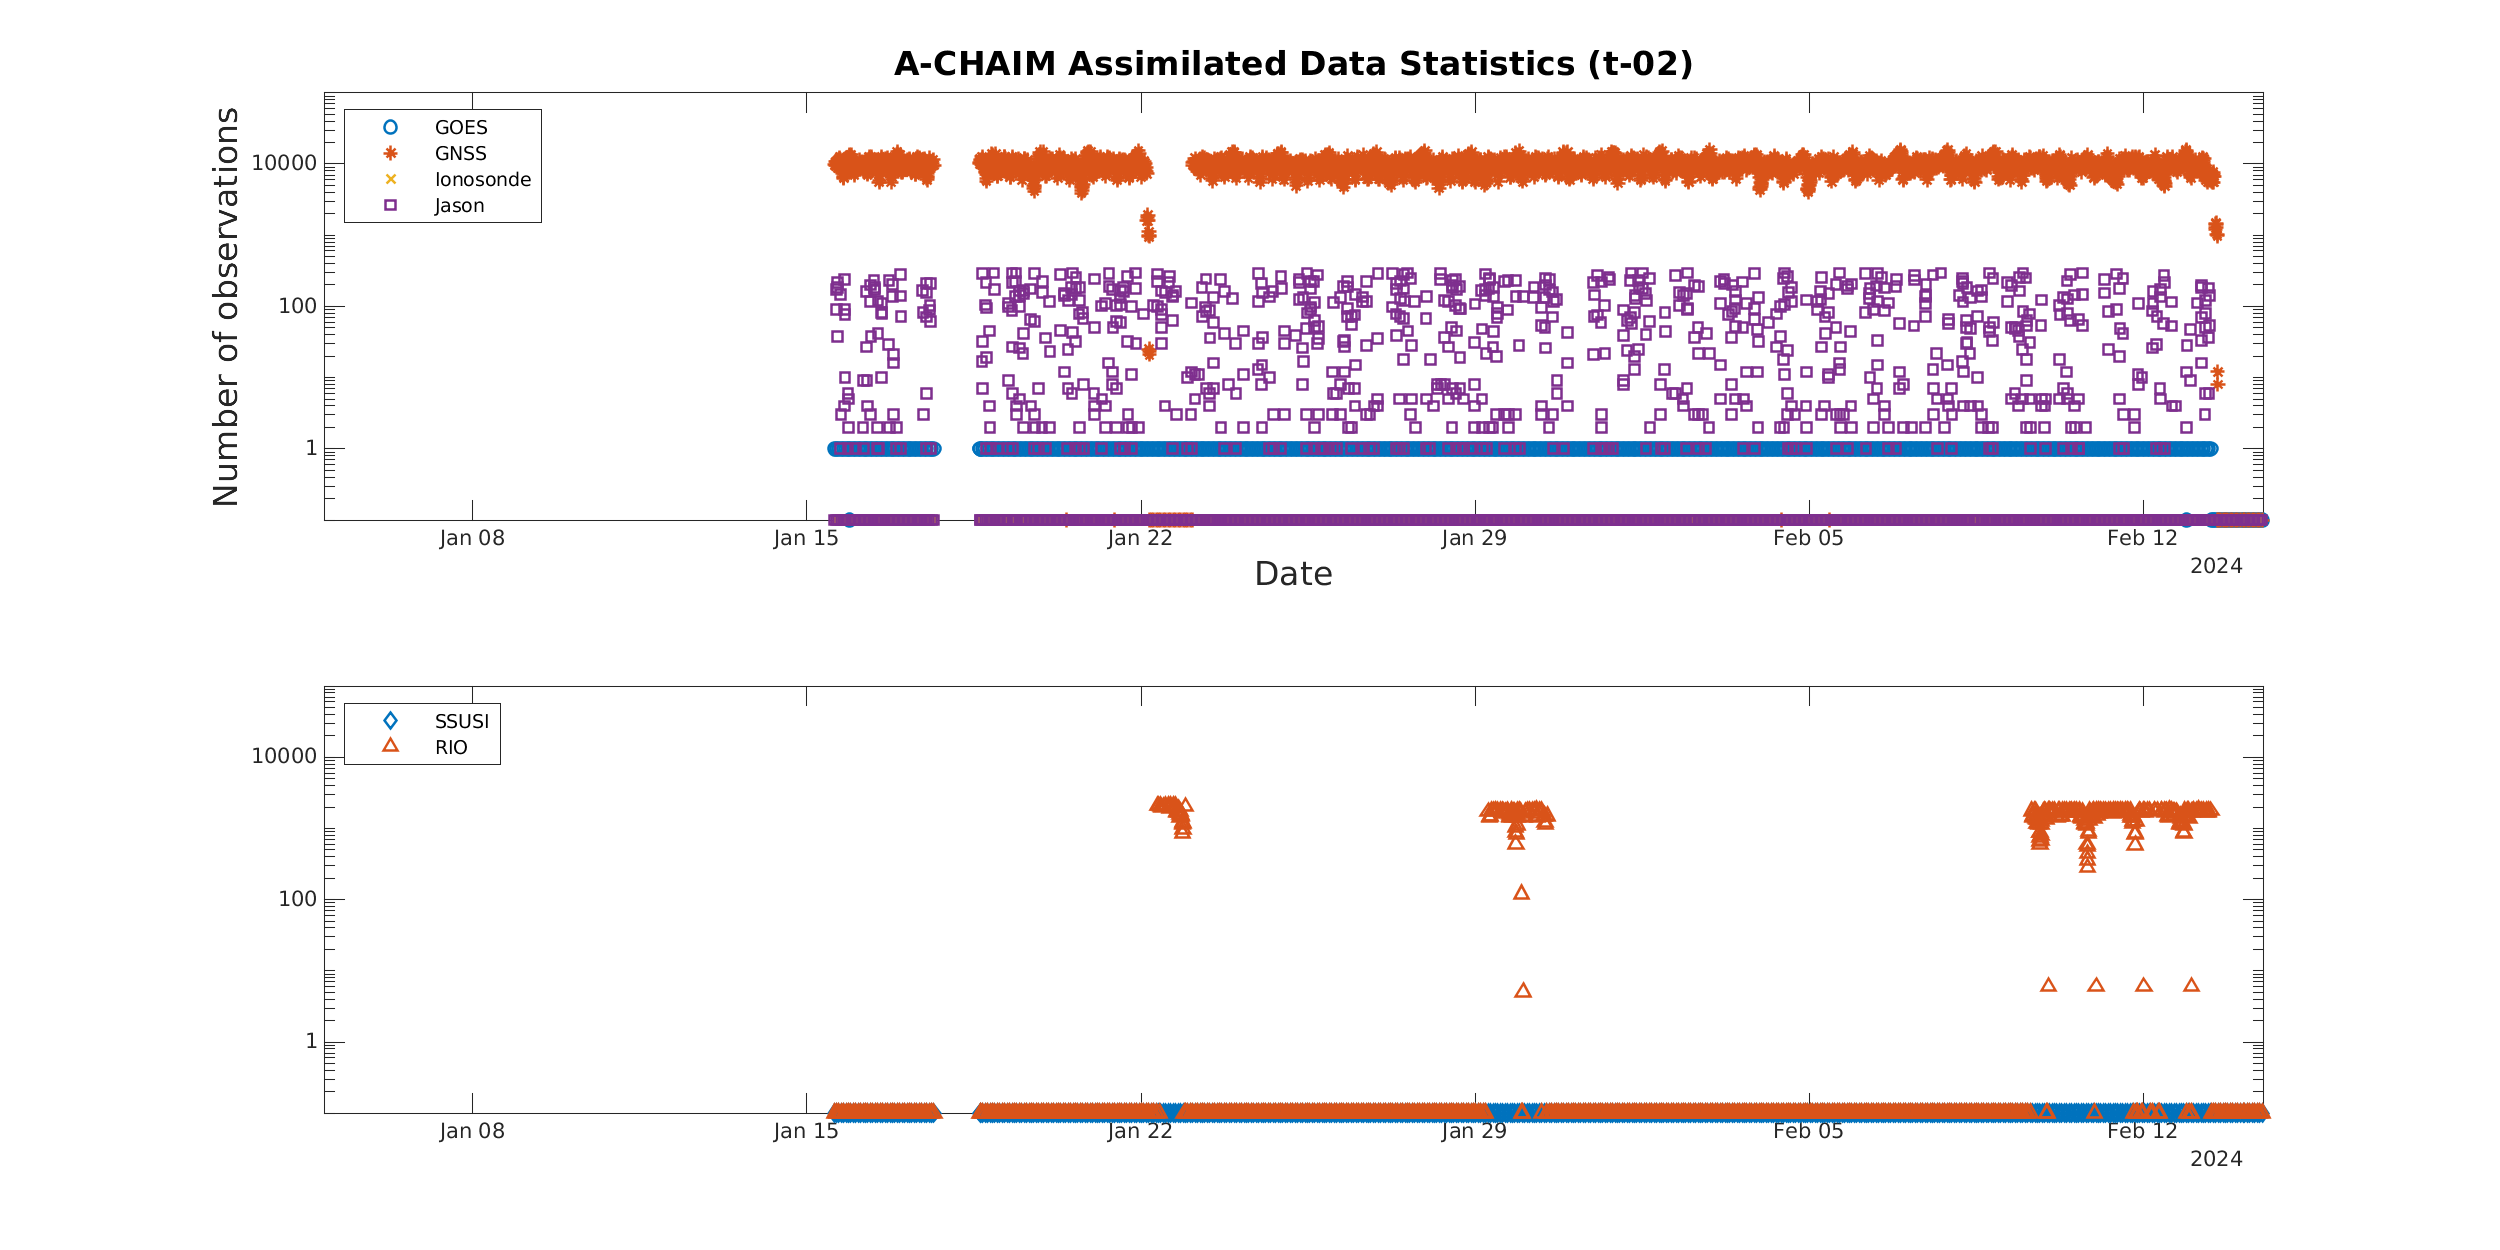 A-CHAIM Assimilated Data Statistics (t-02)
Number of observations
10000
100
1
GOES
GNSS
Ionosonde
Jason
Jan 08
Jan 15
Jan 22
Jan 29
Feb 05
Feb 12
2024
Date
10000
100
1
SSUSI
RIO
Jan 08
Jan 15
Jan 22
Jan 29
Feb 05
Feb 12
2024